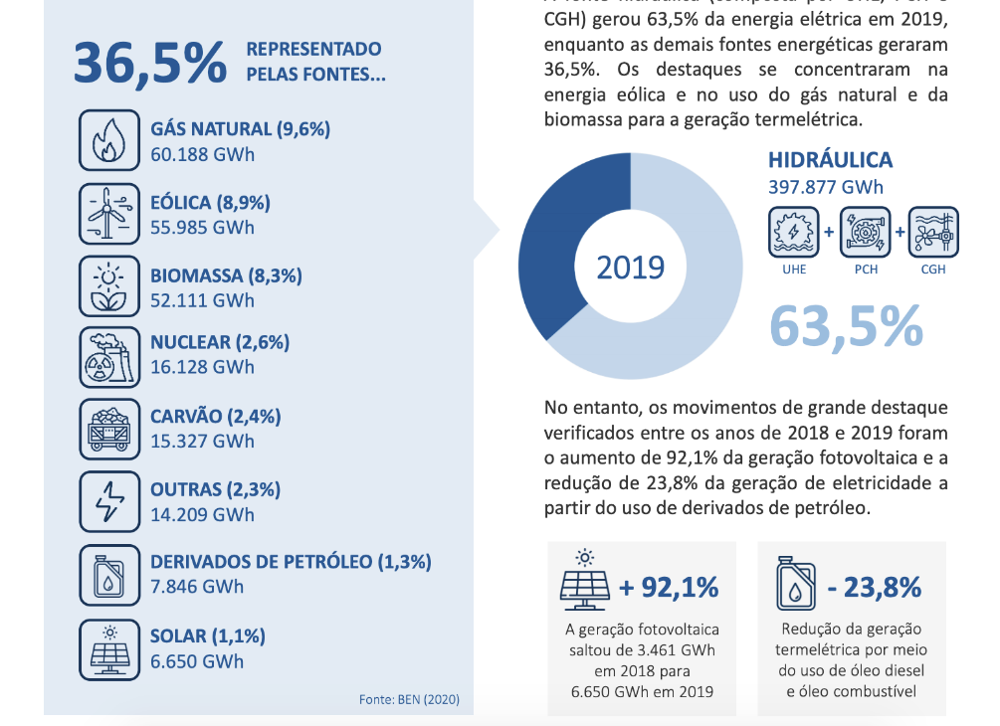 36,5% REPRESENTADO
PELAS FONTES...
GÁS NATURAL (9,6%)
60.188 GWh
EÓLICA (8,9%)
55.985 GWh
BIOMASSA (8,3%)
52.111 GWh
NUCLEAR (2,6%)
16.128 GWh
CARVÃO (2,4%)
15.327 GWh
OUTRAS (2,3%)
14.209 GWh
DERIVADOS DE PETRÓLEO (1,3%)
7.846 GWh
SOLAR (1,1%)
6.650 GWh
Fonte: BEN (2020)
CGH) gerou 63,5% da energia elétrica em 2019,
enquanto as demais fontes energéticas geraram
36,5%. Os destaques se concentraram na
energia eólica e no uso do gás natural e da
biomassa para a geração termelétrica.
2019
HIDRÁULICA
397.877 GWh
+ +
UHE PCH CGH
63,5%
No entanto, os movimentos de grande destaque
verificados entre os anos de 2018 e 2019 foram
o aumento de 92,1% da geração fotovoltaica e a
redução de 23,8% da geração de eletricidade a
partir do uso de derivados de petróleo.
+ 92,1%
A geração fotovoltaica
saltou de 3.461 GWh
em 2018 para
6.650 GWh em 2019
- 23,8%
Redução da geração
termelétrica por meio
do uso de óleo diesel
e óleo combustível